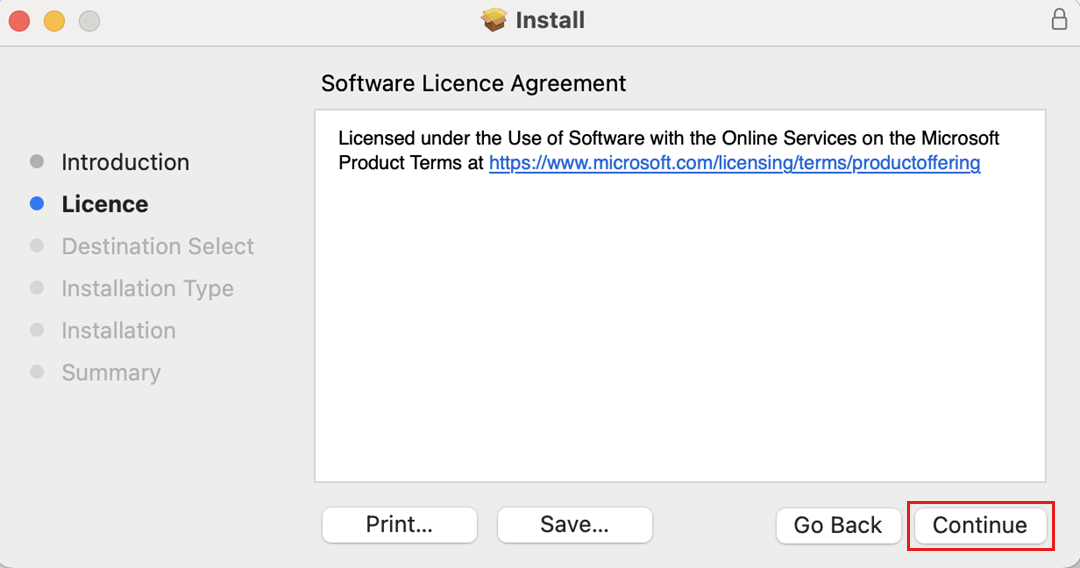 Install
Software Licence Agreement
Introduction
Licence
Destination Select
Installation Type
Installation
Summary
Licensed under the Use of Software with the Online Services on the Microsoft
Product Terms at https://www.microsoft.com/licensing/terms/productoffering
Print...
Save...
Go Back
Continue